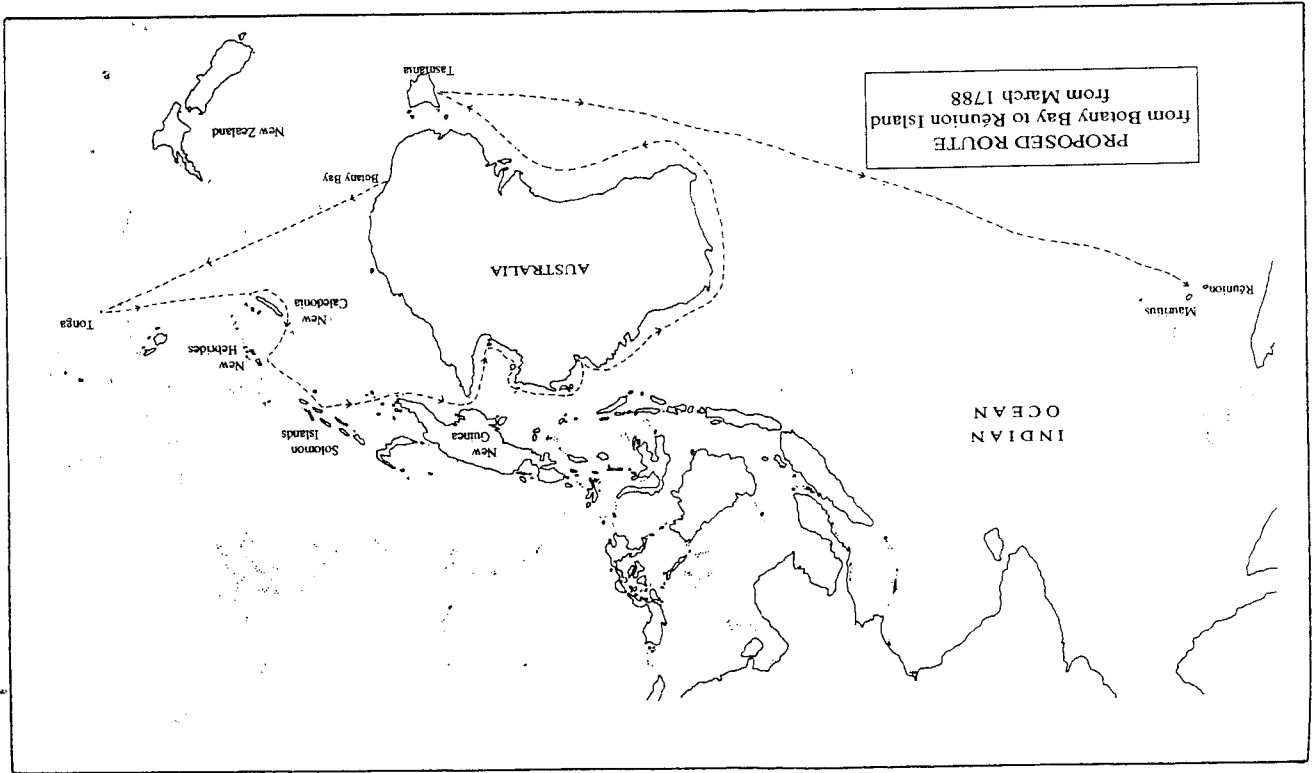 INDIAN
OCEAN
Réunion
Mauritius
New
Guinea
Solomon
Islands
New
Hebrides
New
Caledonia
Tonga
AUSTRALIA
Botany Bay
New Zealand
Tasmania
PROPOSED ROUTE
from Botany Bay to Réunion Island
from March 1788